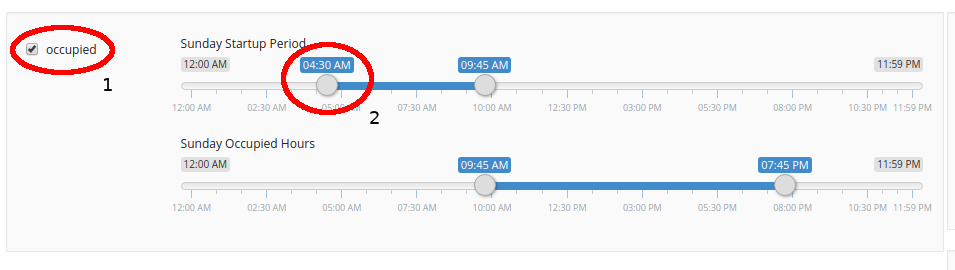 occupied
1
Sunday Startup Period
12:00 AM 04:30 AM 09:45 AM 11:59 PM
2
12:00 AM 02:30 AM 05:00 AM 07:30 AM 10:00 AM 12:30 PM 03:00 PM 05:30 PM 08:00 PM 10:30 PM 11:59 PM
Sunday Occupied Hours
12:00 AM 09:45 AM 07:45 PM 11:59 PM
12:00 AM 02:30 AM 05:00 AM 07:30 AM 10:00 AM 12:30 PM 03:00 PM 05:30 PM 08:00 PM 10:30 PM 11:59 PM